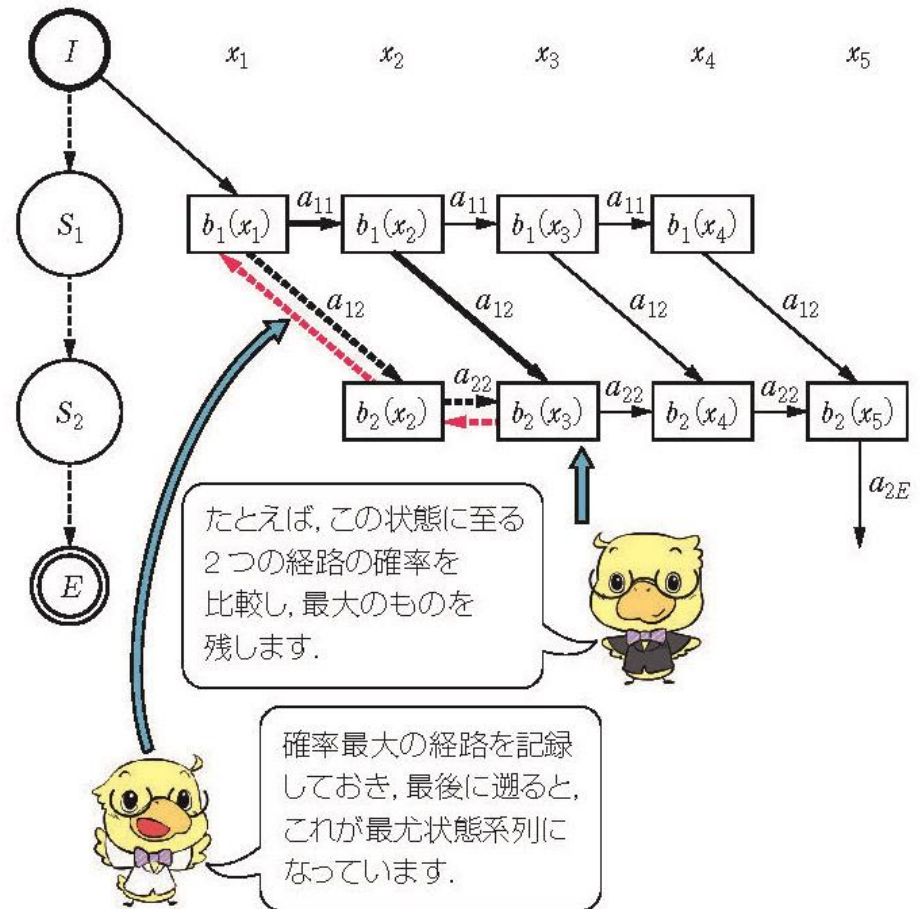 I x₁ x₂ x₃ x₄ x₅
a₁₁ a₁₁ a₁₁
S₁ b₁(x₁) b₁(x₂) b₁(x₃) b₁(x₄)
a₁₂ a₁₂ a₁₂ a₁₂
a₂₂ a₂₂ a₂₂
S₂ b₂(x₂) b₂(x₃) b₂(x₄) b₂(x₅)
a₂E
E
たとえば,この状態に至る
2つの経路の確率を
比較し,最大のものを
残します.
確率最大の経路を記録
しておき,最後に遡ると,
これが最尤状態系列に
なっています.